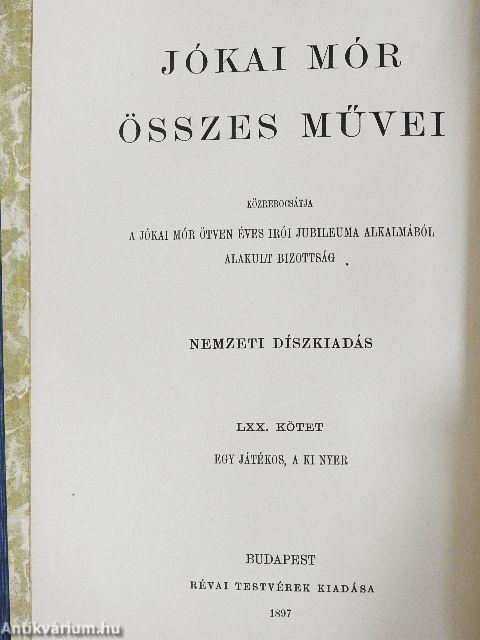 JÓKAI MÓR
ÖSSZES MŰVEI
KÖZREBOCSÁTJA
A JÓKAI MÓR ÖTVEN ÉVES IRÓI JUBILEUMA ALKALMÁBÓL
ALAKULT BIZOTTSÁG
NEMZETI DÍSZKIADÁS
LXX. KÖTET
EGY JÁTÉKOS, A KI NYER
BUDAPEST
RÉVAI TESTVÉREK KIADÁSA
1897
Antikvárium.hu